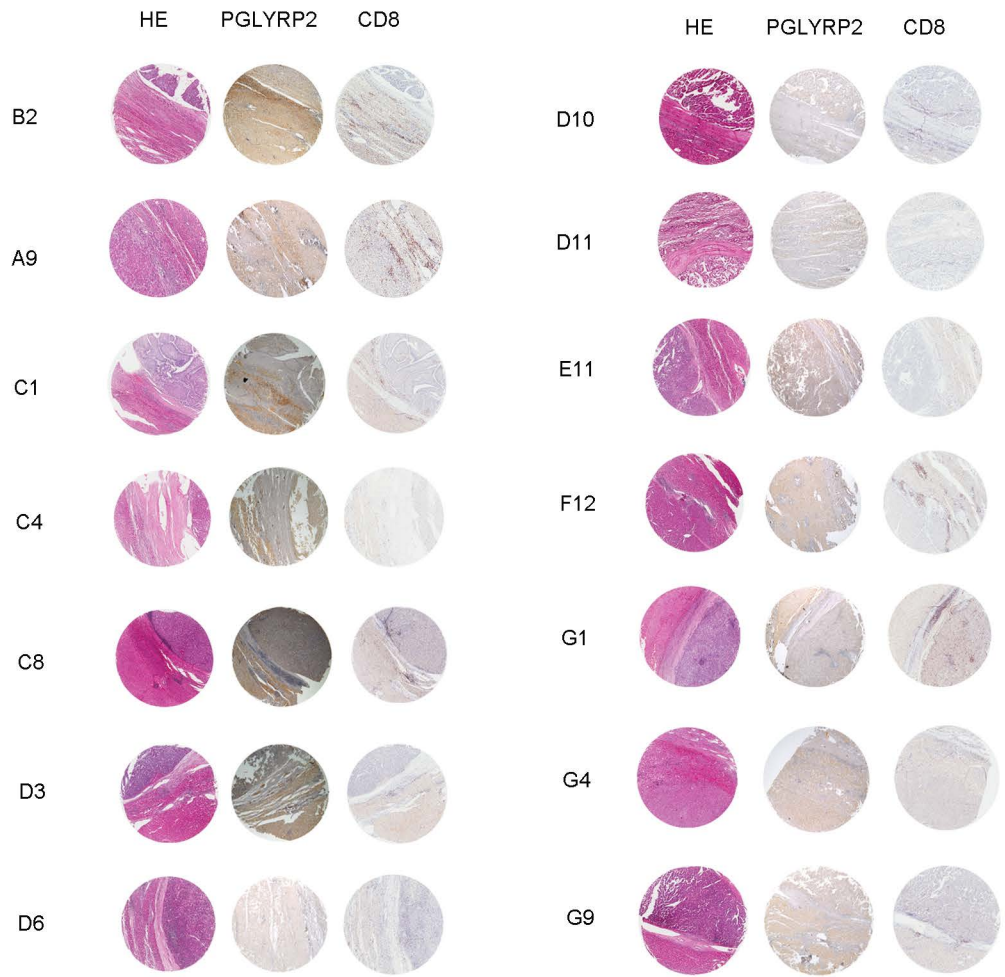 HE PGLYRP2 CD8
B2
A9
C1
C4
C8
D3
D6
HE PGLYRP2 CD8
D10
D11
E11
F12
G1
G4
G9